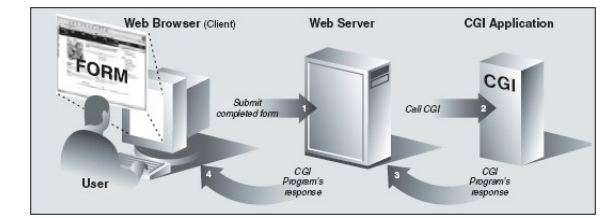 Web Browser (Client)
Web Server
CGI Application
FORM
CGI
Submit
completed form
1
Call CGI
2
User
4
CGI
Program's
response
3
CGI
Program's
response